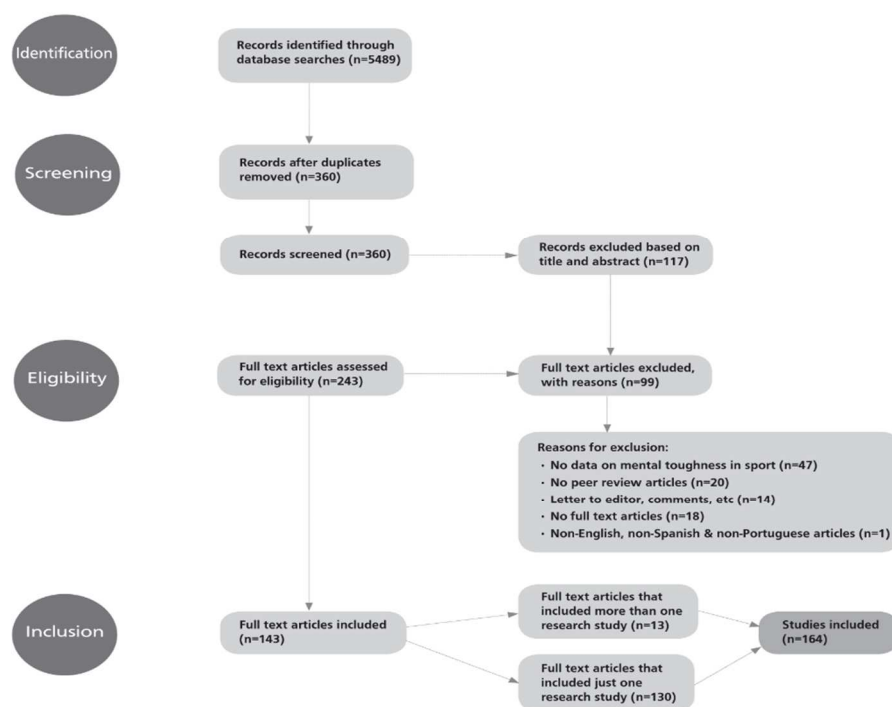 Identification
Records identified through
database searches (n=5489)
Screening
Records after duplicates
removed (n=360)
Records screened (n=360)
Records excluded based on
title and abstract (n=117)
Eligibility
Full text articles assessed
for eligibility (n=243)
Full text articles excluded,
with reasons (n=99)
Reasons for exclusion:
· No data on mental toughness in sport (n=47)
· No peer review articles (n=20)
· Letter to editor, comments, etc (n=14)
· No full text articles (n=18)
· Non-English, non-Spanish & non-Portuguese articles (n=1)
Inclusion
Full text articles included
(n=143)
Full text articles that
included more than one
research study (n=13)
Full text articles that
included just one
research study (n=130)
Studies included
(n=164)